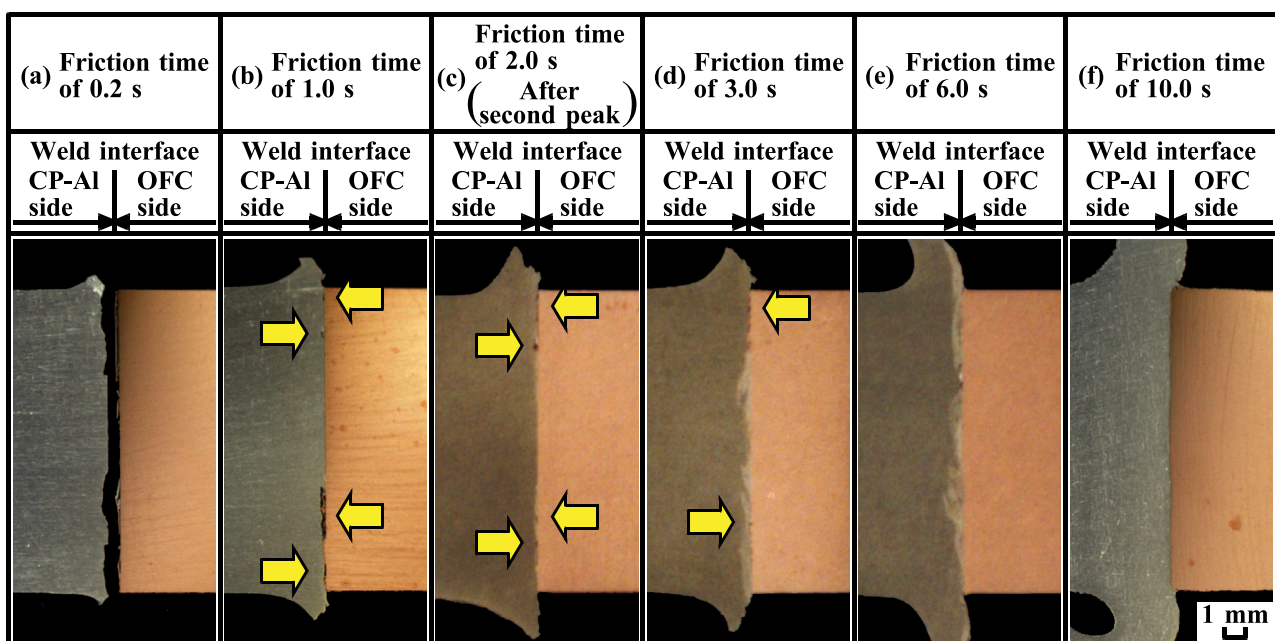 (a) Friction time
of 0.2 s
(b) Friction time
of 1.0 s
(c) Friction time
of 2.0 s
(After
second peak)
(d) Friction time
of 3.0 s
(e) Friction time
of 6.0 s
(f) Friction time
of 10.0 s
Weld interface
CP-Al OFC
side side
Weld interface
CP-Al OFC
side side
Weld interface
CP-Al OFC
side side
Weld interface
CP-Al OFC
side side
Weld interface
CP-Al OFC
side side
Weld interface
CP-Al OFC
side side
1 mm